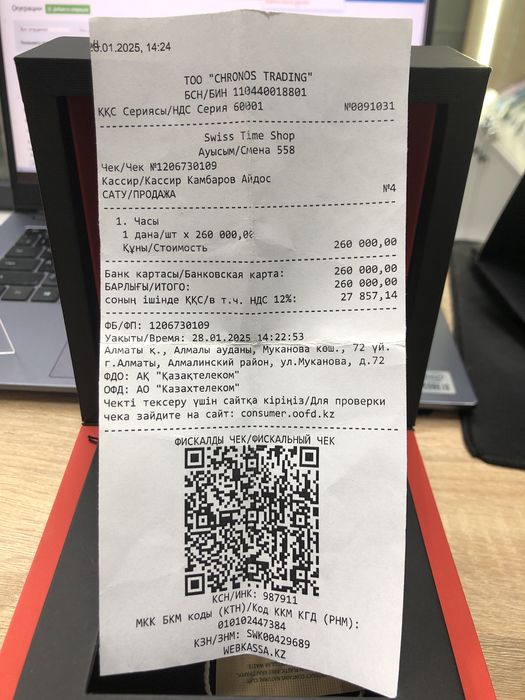 Операции
28.01.2025, 14:24
ТОО "CHRONOS TRADING"
БСН/БИН 110440018801
ҚҚС Сериясы/НДС Серия 60001 №0091031
Swiss Time Shop
Ауысым/Смена 558
Чек/Чек №1206730109
Кассир/Кассир Камбаров Айдос
САТУ/ПРОДАЖА №4
1. Часы
1 дана/шт x 260 000,00
Құны/Стоимость 260 000,00
Банк картасы/Банковская карта: 260 000,00
БАРЛЫҒЫ/ИТОГО: 260 000,00
соның ішінде ҚҚС/в т.ч. НДС 12%: 27 857,14
ФБ/ФП: 1206730109
Уақыты/Время: 28.01.2025 14:22:53
Алматы қ., Алмалы ауданы, Муканова көш., 72 үй.
г.Алматы, Алмалинский район, ул.Муканова, д.72
ФДО: АҚ "Қазақтелеком"
ОФД: АО "Казахтелеком"
Чекті тексеру үшін сайтқа кіріңіз/Для проверки
чека зайдите на сайт: consumer.oofd.kz
ФИСКАЛДЫ ЧЕК/ФИСКАЛЬНЫЙ ЧЕК
КСН/ИНК: 987911
МКК БКМ коды (КТН)/Код ККМ КГД (РНМ):
010102447384
КЗН/ЗНМ: SWK00429689
WEBKASSA.KZ